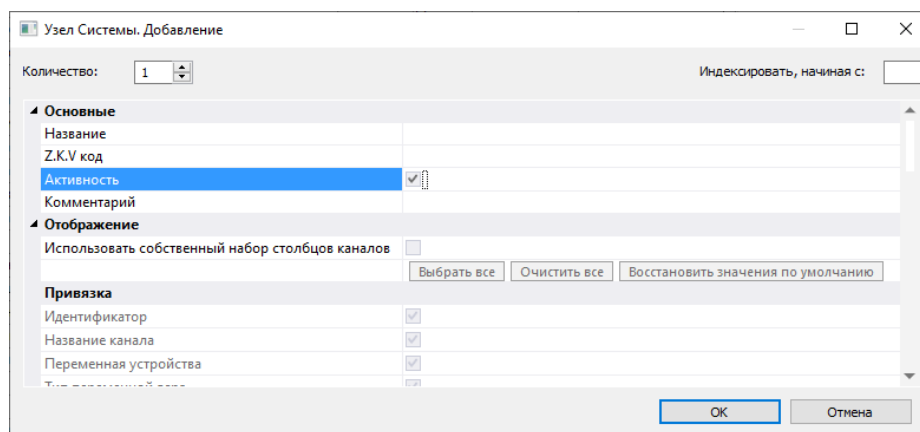 Узел Системы. Добавление
Количество: 1 Индексировать, начиная с:
Основные
Название
Z.K.V код
Активность
Комментарий
Отображение
Использовать собственный набор столбцов каналов
Выбрать все Очистить все Восстановить значения по умолчанию
Привязка
Идентификатор
Название канала
Переменная устройства
OK Отмена